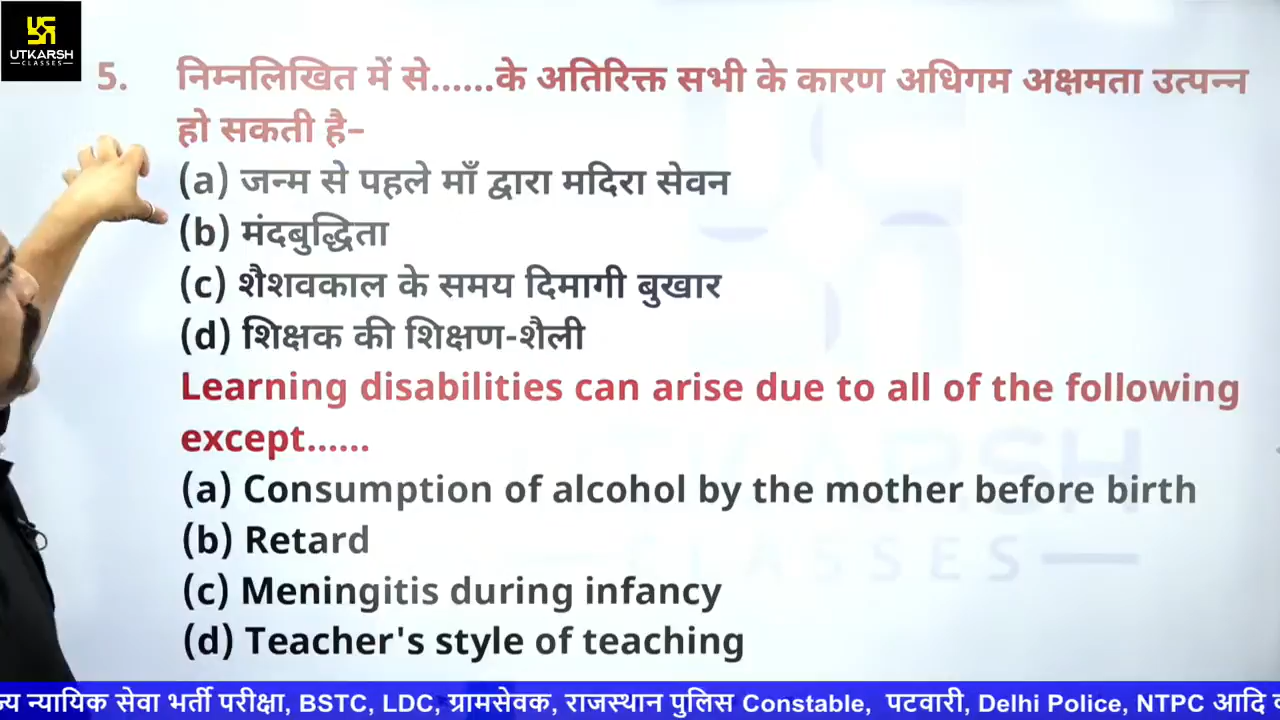 UTKARSH
CLASSES
5. निम्नलिखित में से......के अतिरिक्त सभी के कारण अधिगम अक्षमता उत्पन्न
हो सकती है–
(a) जन्म से पहले माँ द्वारा मदिरा सेवन
(b) मंदबुद्धिता
(c) शैशवकाल के समय दिमागी बुखार
(d) शिक्षक की शिक्षण-शैली
Learning disabilities can arise due to all of the following
except......
(a) Consumption of alcohol by the mother before birth
(b) Retard
(c) Meningitis during infancy
(d) Teacher's style of teaching
न्यायिक सेवा भर्ती परीक्षा, BSTC, LDC, ग्रामसेवक, राजस्थान पुलिस Constable, पटवारी, Delhi Police, NTPC आदि